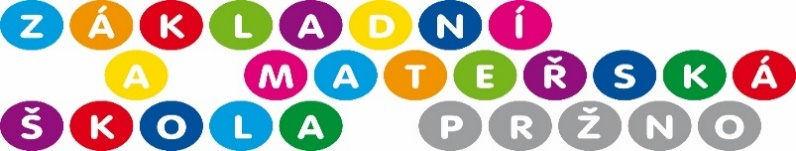 ZÁKLADNÍ
A MATEŘSKÁ
ŠKOLA PRŽNO